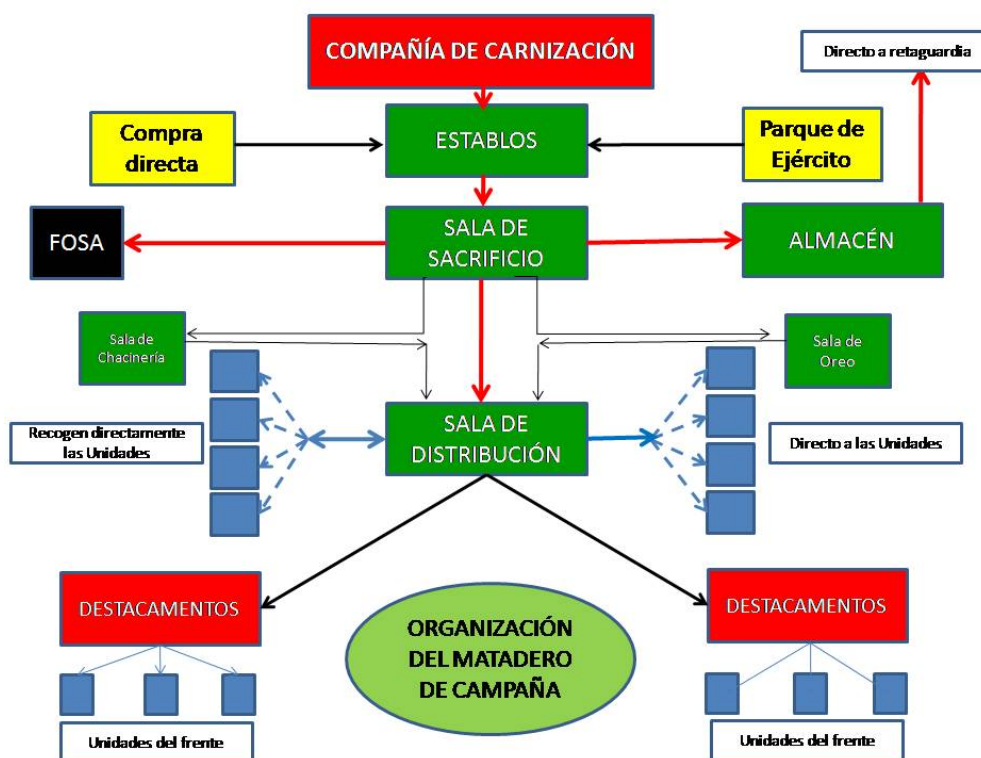 COMPAÑÍA DE CARNIZACIÓN
Directo a retaguardia
Compra
directa
ESTABLOS
Parque de
Ejército
FOSA
SALA DE
SACRIFICIO
ALMACÉN
Sala de
Chacinería
Sala de
Oreo
Recogen directamente
las Unidades
SALA DE
DISTRIBUCIÓN
Directo a las Unidades
DESTACAMENTOS
ORGANIZACIÓN
DEL MATADERO
DE CAMPAÑA
DESTACAMENTOS
Unidades del frente
Unidades del frente